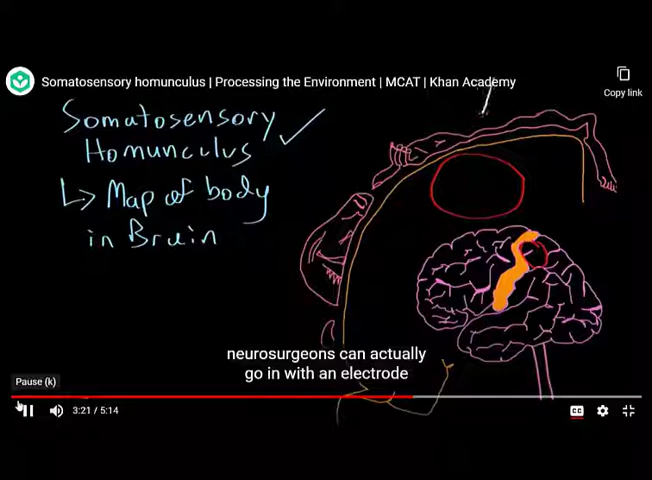 Somatosensory homunculus | Processing the Environment | MCAT | Khan Academy
Copy link
Somatosensory
Homunculus
Map of body
in Brain
neurosurgeons can actually
go in with an electrode
Pause (k)
3:21 / 5:14
CC